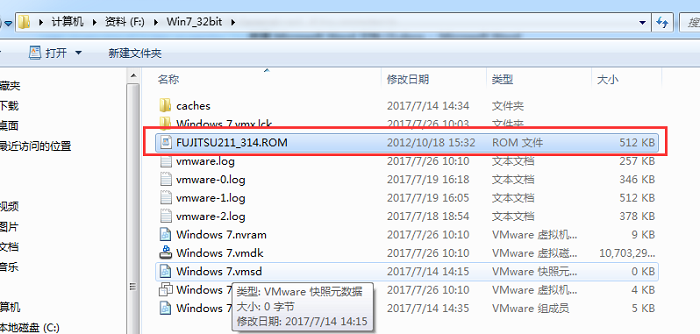 计算机 ▸ 资料 (F:) ▸ Win7_32bit ▸
打开 ▼ 新建文件夹
名称 修改日期 类型 大小
caches 2017/7/14 14:34 文件夹
Windows 7.vmx.lck 2017/7/26 10:03 文件夹
FUJITSU211_314.ROM 2012/10/18 15:32 ROM 文件 512 KB
vmware.log 2017/7/26 10:03 文本文档 257 KB
vmware-0.log 2017/7/19 16:18 文本文档 346 KB
vmware-1.log 2017/7/19 16:05 文本文档 512 KB
vmware-2.log 2017/7/18 18:54 文本文档 378 KB
Windows 7.nvram 2017/7/26 10:09 VMware 虚拟机... 9 KB
Windows 7.vmdk 2017/7/26 10:09 VMware 虚拟磁... 10,703,29...
Windows 7.vmsd 2017/7/14 14:15 VMware 快照元... 0 KB
Windows 7 2017/7/26 10:09 VMware 虚拟机... 4 KB
Windows 7 2017/7/14 14:35 VMware 组成员 5 KB
类型: VMware 快照元数据
大小: 0 字节
修改日期: 2017/7/14 14:15
藏夹
下载
桌面
最近访问的位置
视频
图片
文档
音乐
算机
本地磁盘 (C:)